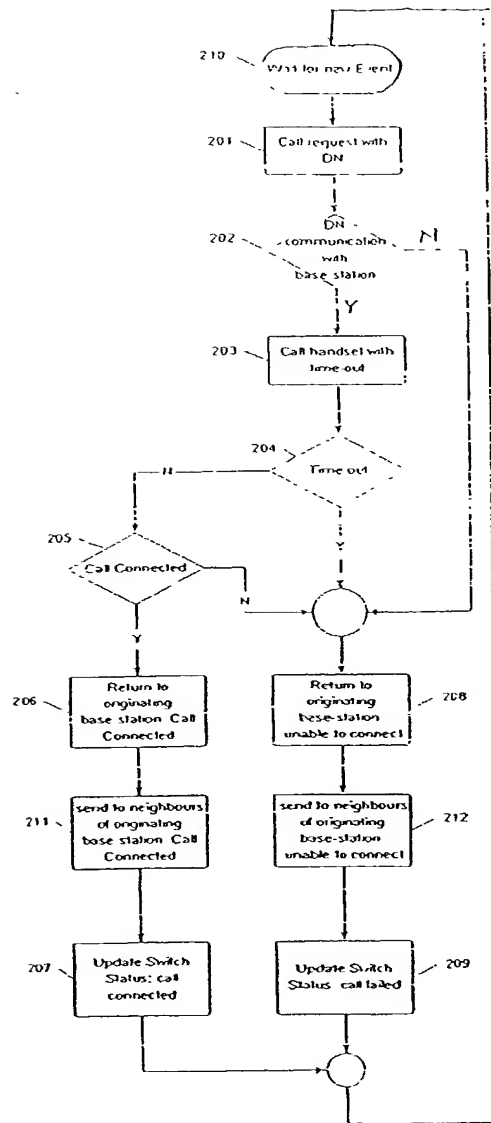 210
Wait for new Event
201
Call request with
DN
202
DN
communication
with
base station
N
Y
203
Call handset with
time-out
204
Time out
N
205
Call Connected
Y
N
Y
206
Return to
originating
base station Call
Connected
208
Return to
originating
base-station
unable to connect
211
send to neighbours
of originating
base station Call
Connected
212
send to neighbours
of originating
base-station
unable to connect
207
Update Switch
Status: call
connected
209
Update Switch
Status call failed